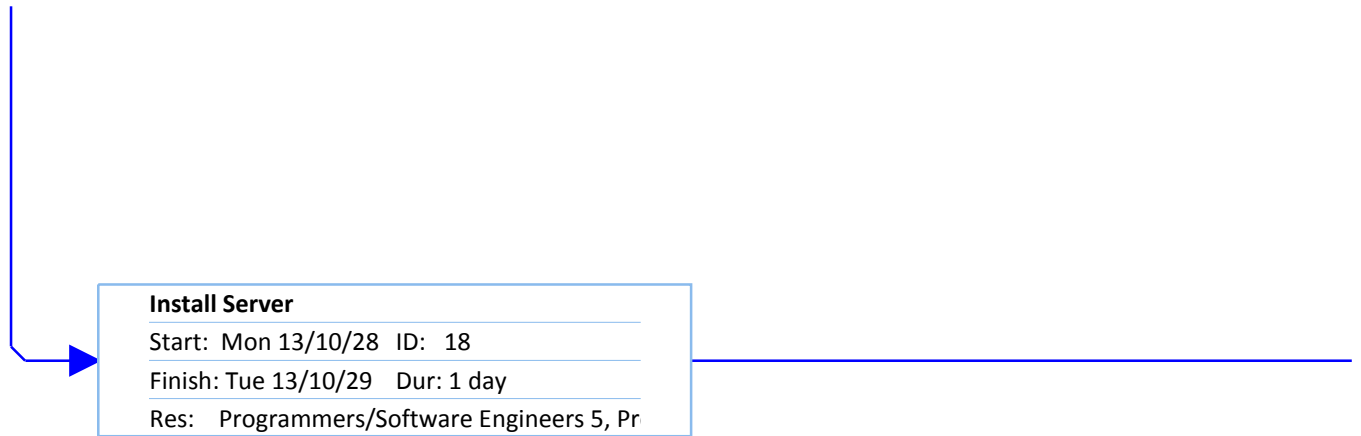 Install Server
Start: Mon 13/10/28 ID: 18
Finish: Tue 13/10/29 Dur: 1 day
Res: Programmers/Software Engineers 5, Pr